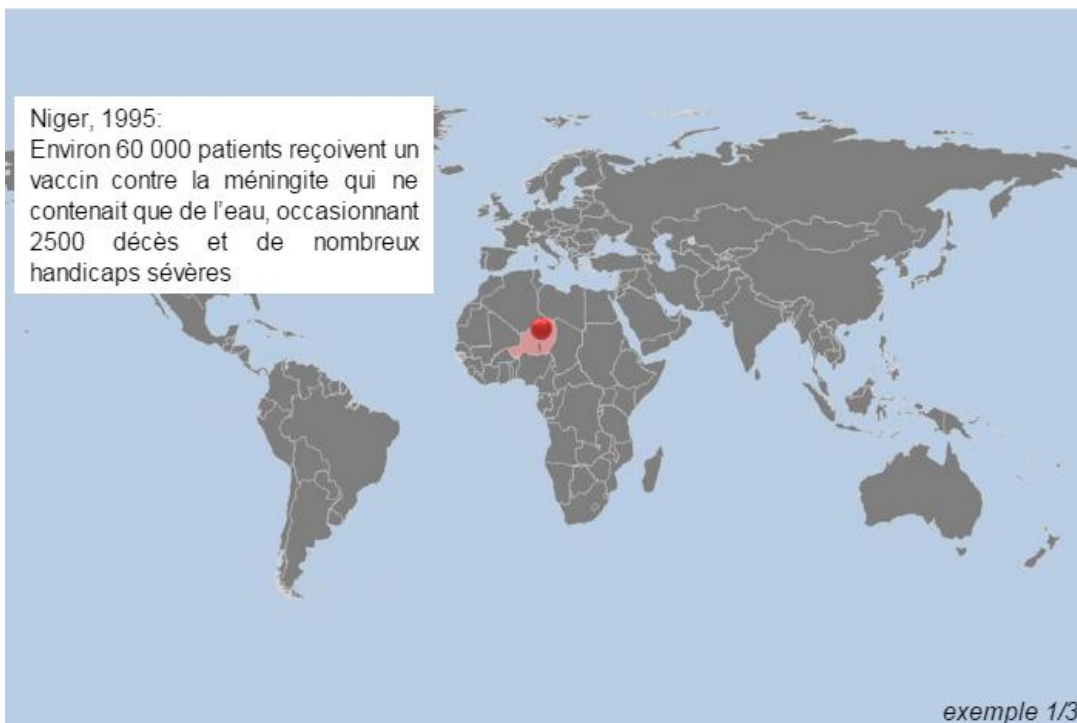 Niger, 1995:
Environ 60 000 patients reçoivent un
vaccin contre la méningite qui ne
contenait que de l'eau, occasionnant
2500 décès et de nombreux
handicaps sévères
exemple 1/3